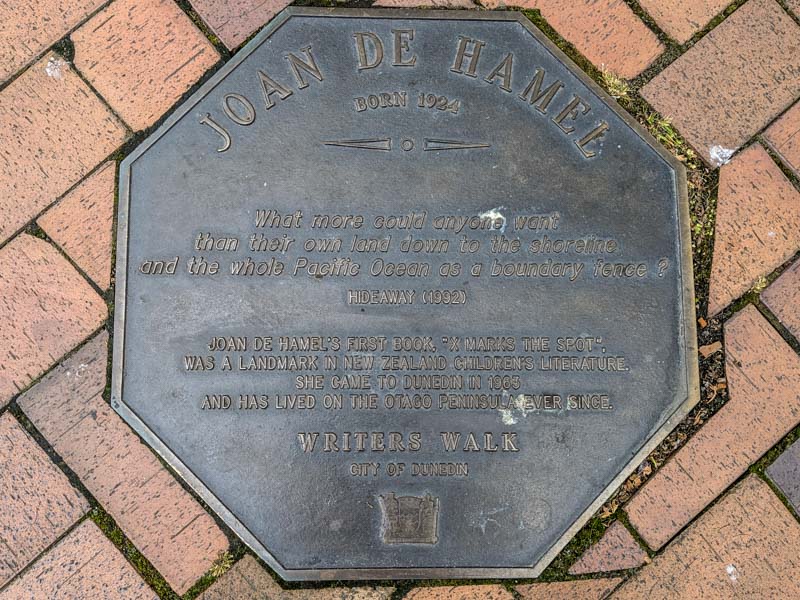 JOAN DE HAMEL
BORN 1924
What more could anyone want
than their own land down to the shoreline
and the whole Pacific Ocean as a boundary fence ?
HIDEAWAY (1992)
JOAN DE HAMEL'S FIRST BOOK, "X MARKS THE SPOT",
WAS A LANDMARK IN NEW ZEALAND CHILDREN'S LITERATURE.
SHE CAME TO DUNEDIN IN 1965
AND HAS LIVED ON THE OTAGO PENINSULA EVER SINCE.
WRITERS WALK
CITY OF DUNEDIN